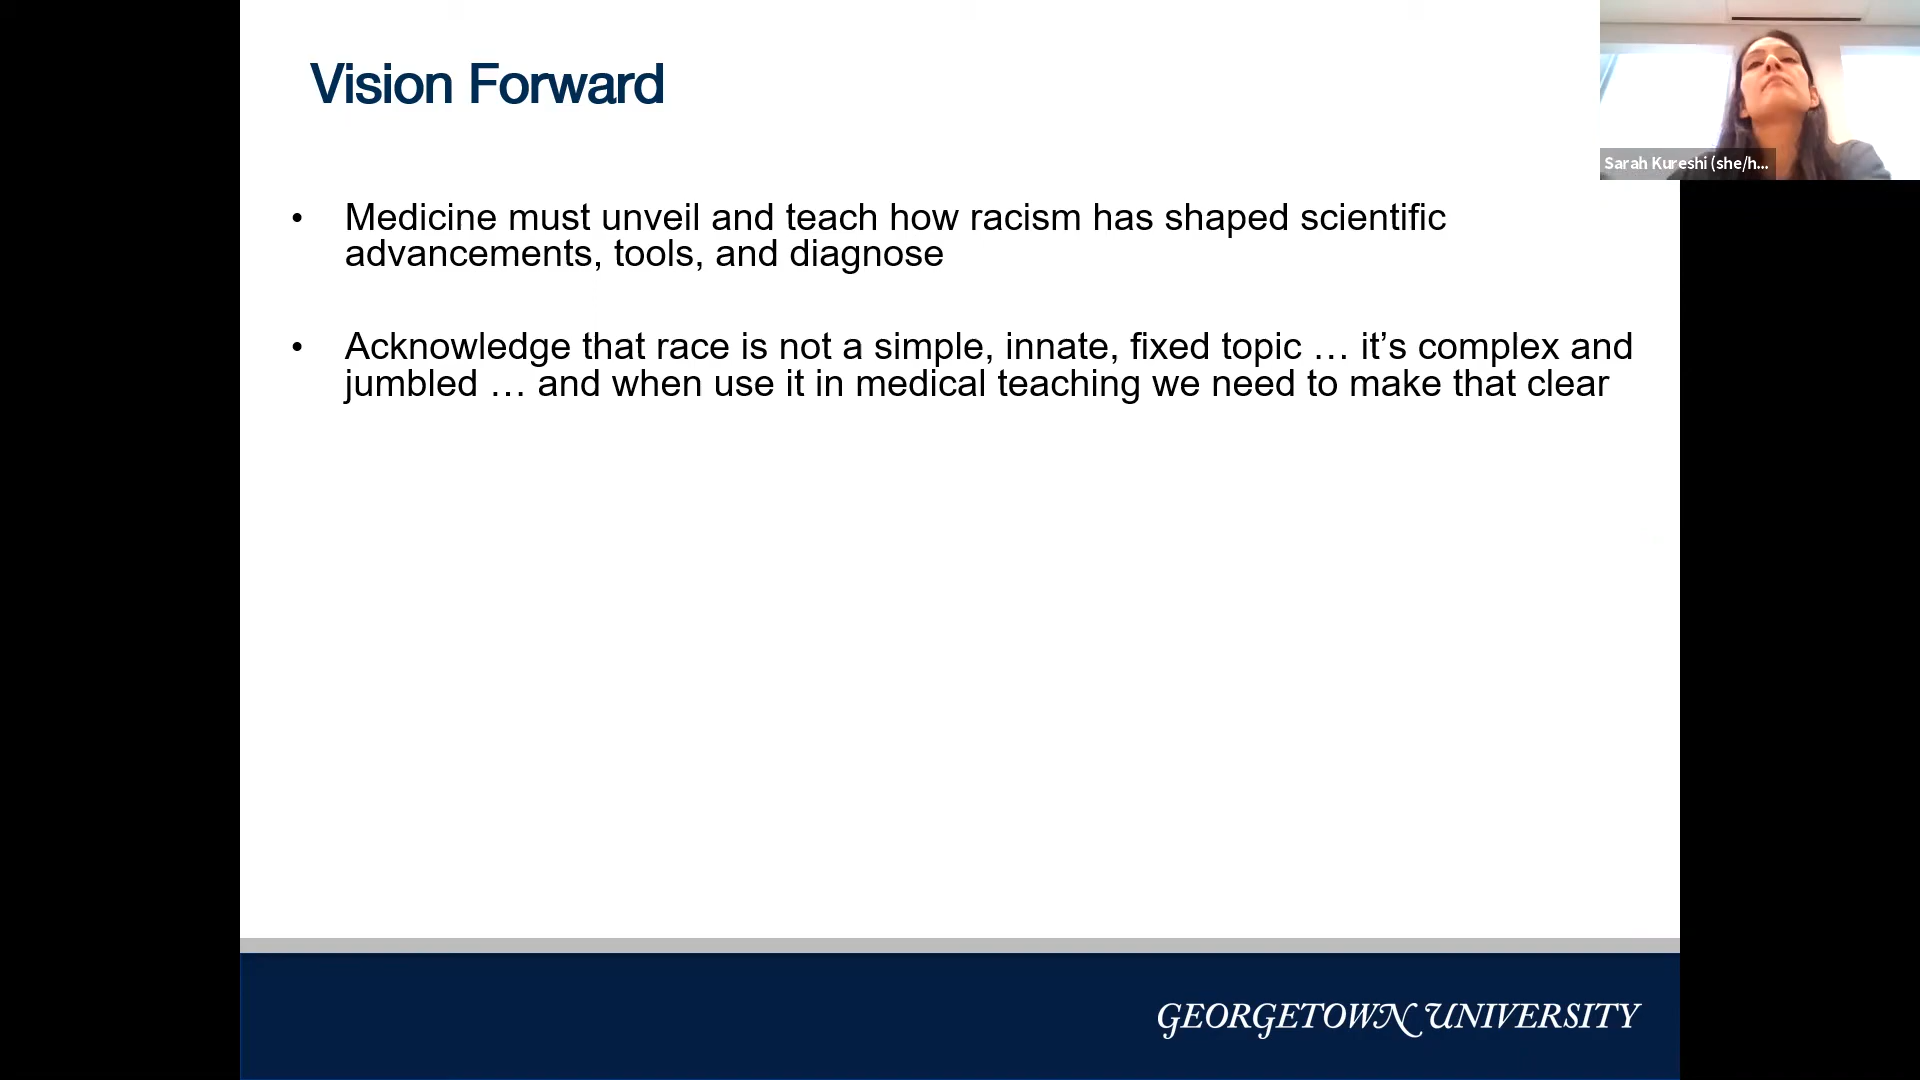 Vision Forward
Sarah Kureshi (she/h...
• Medicine must unveil and teach how racism has shaped scientific
advancements, tools, and diagnose
• Acknowledge that race is not a simple, innate, fixed topic … it’s complex and
jumbled … and when use it in medical teaching we need to make that clear
GEORGETOWN UNIVERSITY